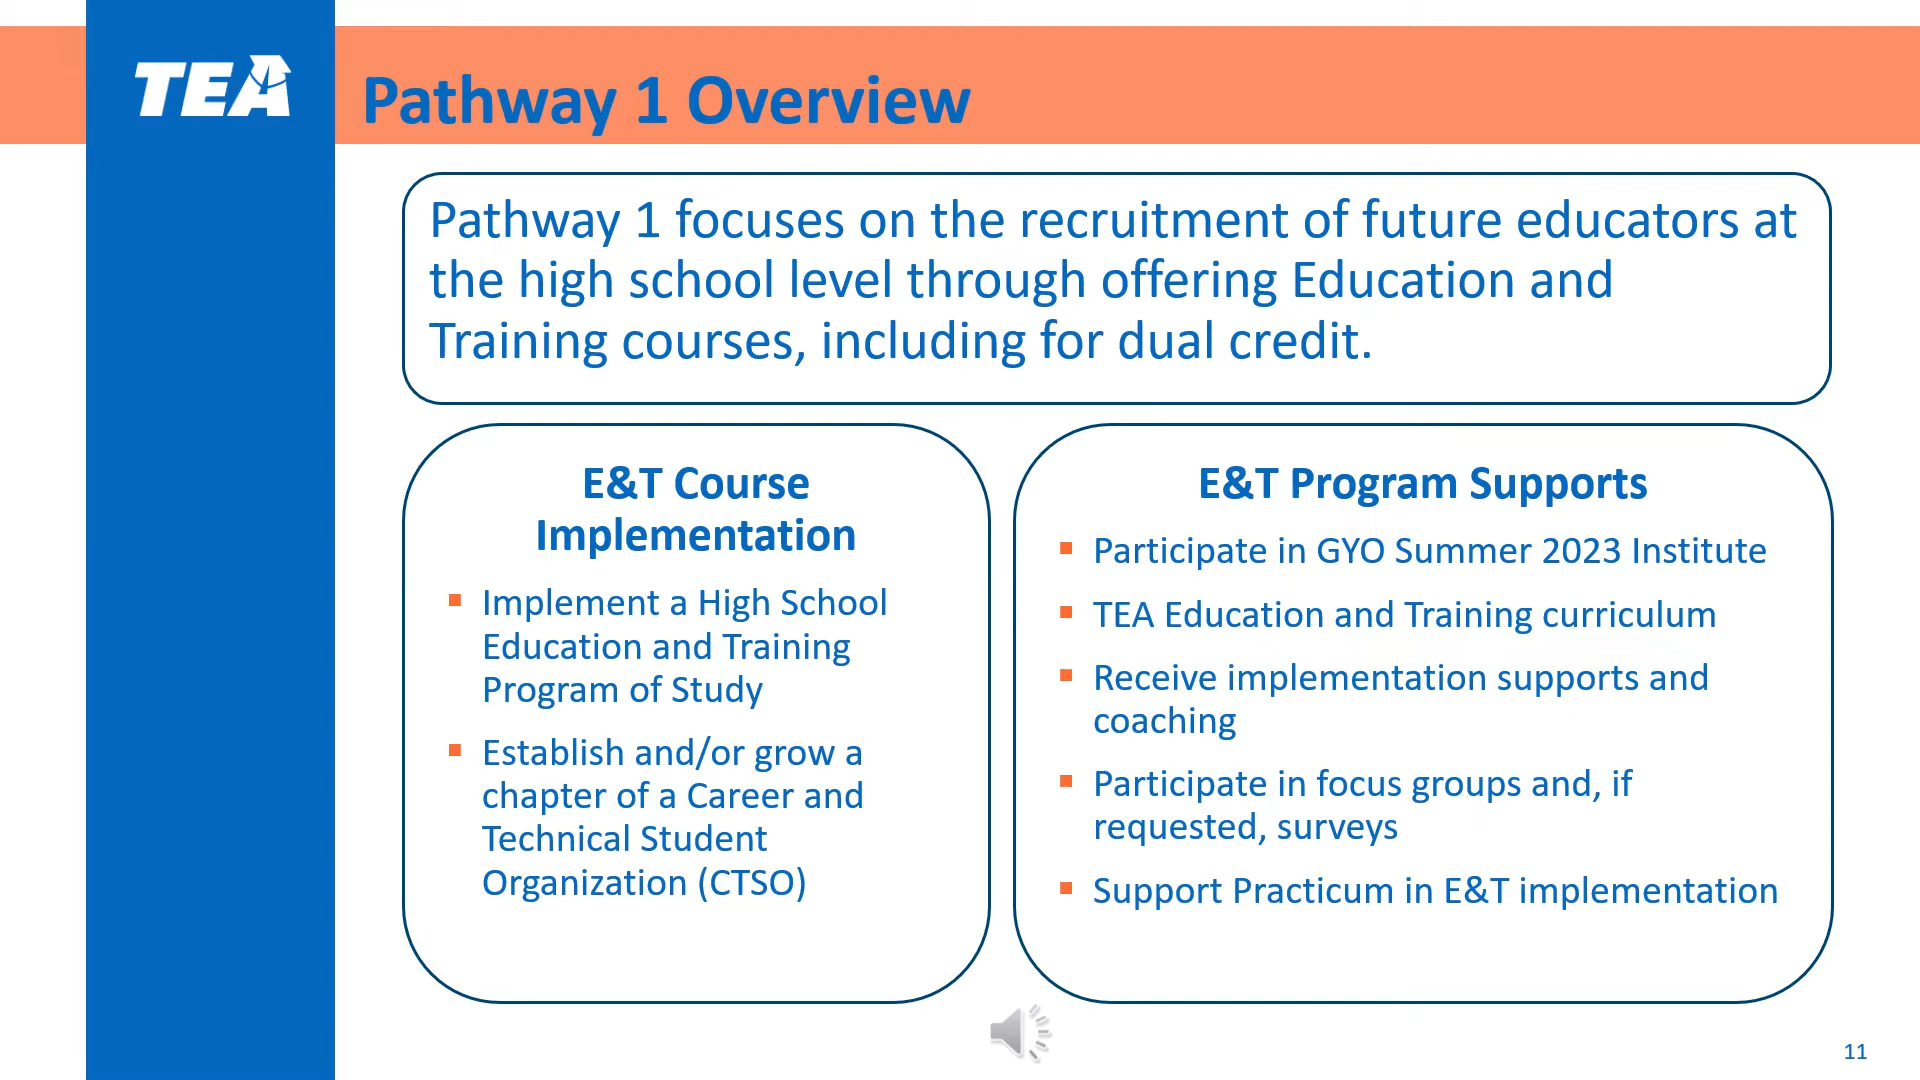 TEA
Pathway 1 Overview
Pathway 1 focuses on the recruitment of future educators at
the high school level through offering Education and
Training courses, including for dual credit.
E&T Course
Implementation
Implement a High School
Education and Training
Program of Study
Establish and/or grow a
chapter of a Career and
Technical Student
Organization (CTSO)
E&T Program Supports
Participate in GYO Summer 2023 Institute
TEA Education and Training curriculum
Receive implementation supports and
coaching
Participate in focus groups and, if
requested, surveys
Support Practicum in E&T implementation
11